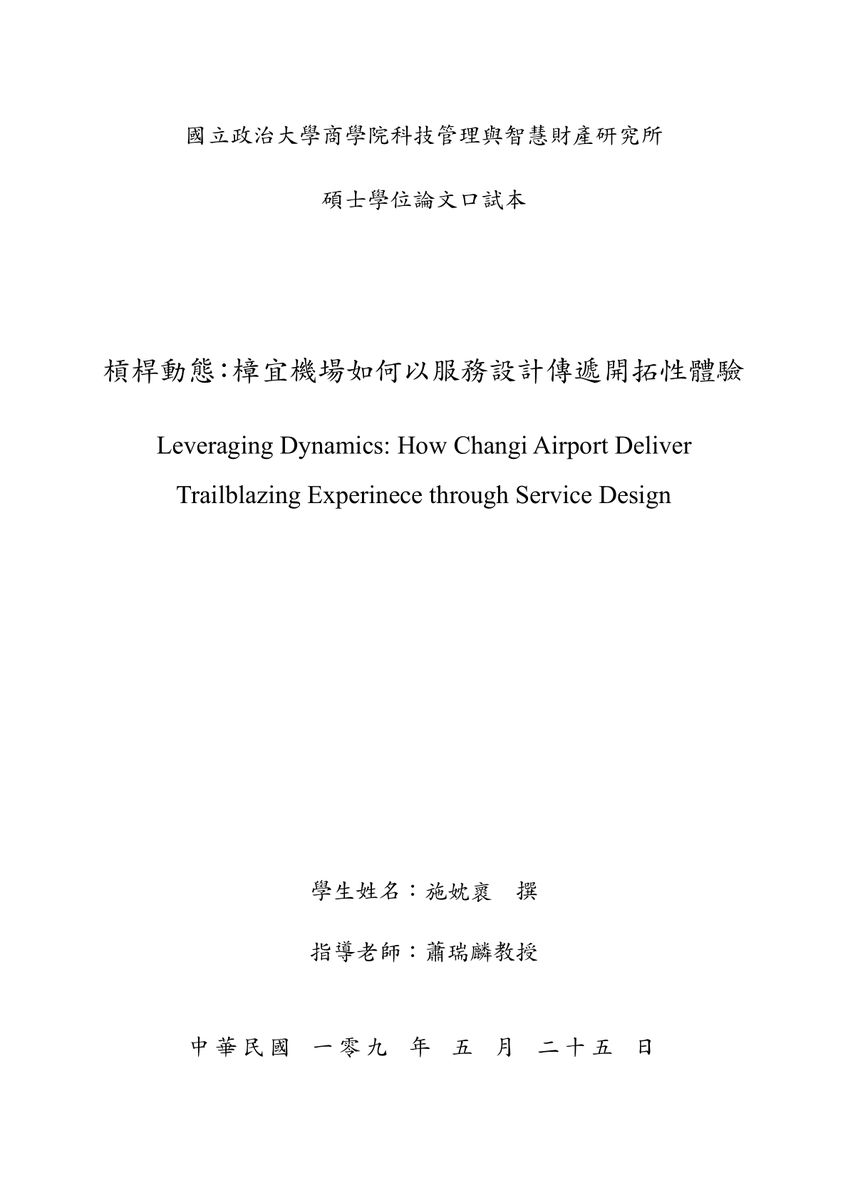 國立政治大學商學院科技管理與智慧財產研究所
碩士學位論文口試本
槓桿動態：樟宜機場如何以服務設計傳遞開拓性體驗
Leveraging Dynamics: How Changi Airport Deliver
Trailblazing Experinece through Service Design
學生姓名：施妉裒　撰
指導老師：蕭瑞麟教授
中華民國 一零九 年 五 月 二十五 日